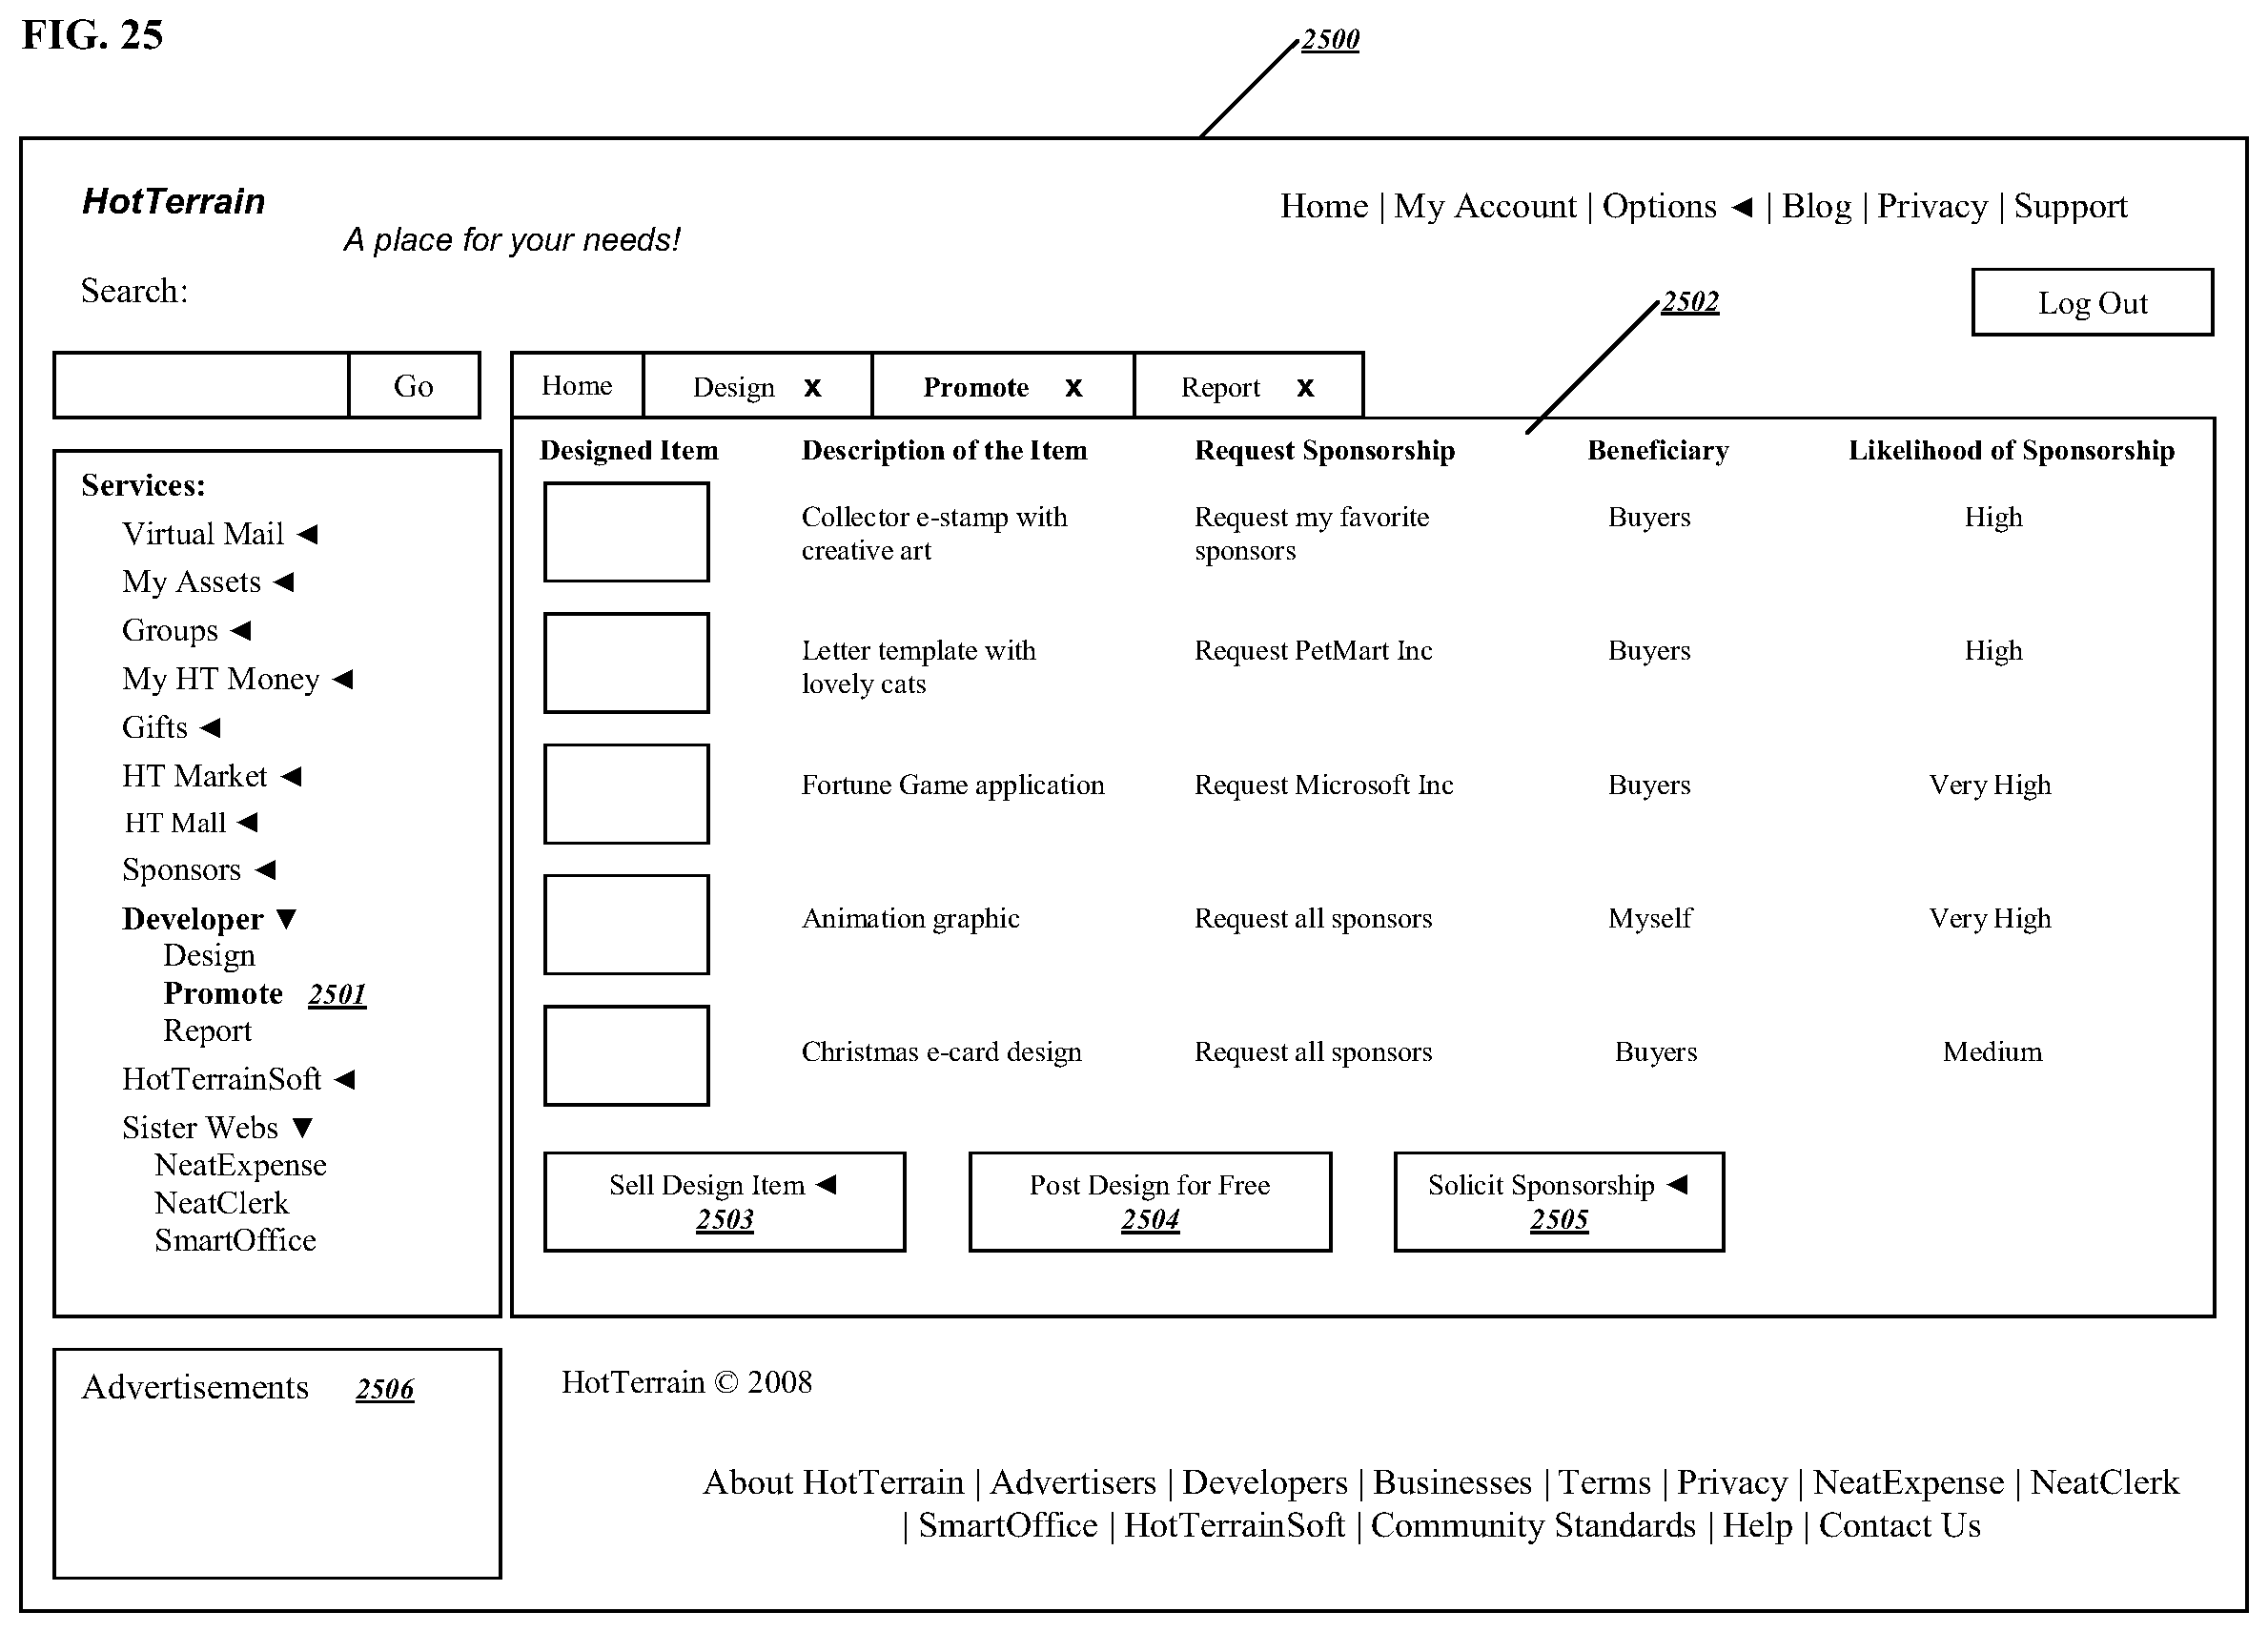 FIG. 25
2500
HotTerrain
A place for your needs!
Home | My Account | Options ◄ | Blog | Privacy | Support
Search:
2502
Log Out
Go
Home
Design x
Promote x
Report x
Services:
Virtual Mail ◄
My Assets ◄
Groups ◄
My HT Money ◄
Gifts ◄
HT Market ◄
HT Mall ◄
Sponsors ◄
Developer ▼
Design
Promote 2501
Report
HotTerrainSoft ◄
Sister Webs ▼
NeatExpense
NeatClerk
SmartOffice
Designed Item Description of the Item Request Sponsorship Beneficiary Likelihood of Sponsorship
Collector e-stamp with Request my favorite Buyers High
creative art sponsors
Letter template with Request PetMart Inc Buyers High
lovely cats
Fortune Game application Request Microsoft Inc Buyers Very High
Animation graphic Request all sponsors Myself Very High
Christmas e-card design Request all sponsors Buyers Medium
Sell Design Item ◄
2503
Post Design for Free
2504
Solicit Sponsorship ◄
2505
Advertisements 2506
HotTerrain © 2008
About HotTerrain | Advertisers | Developers | Businesses | Terms | Privacy | NeatExpense | NeatClerk
| SmartOffice | HotTerrainSoft | Community Standards | Help | Contact Us